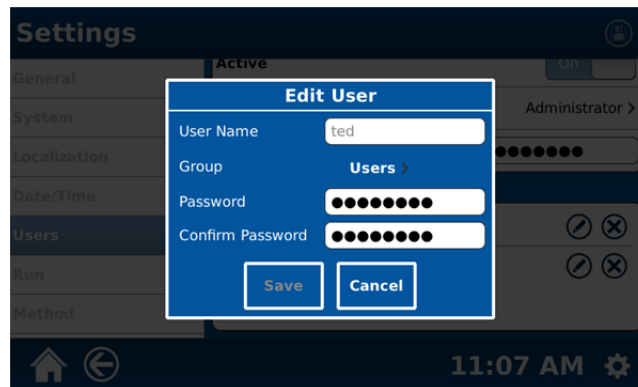 Settings
Active On
General
Edit User
System
Administrator >
User Name ted
Localization
Group Users >
●●●●●●●
Date/Time
Password ●●●●●●●●
Users
Confirm Password ●●●●●●●●
Run
Save Cancel
Method
11:07 AM